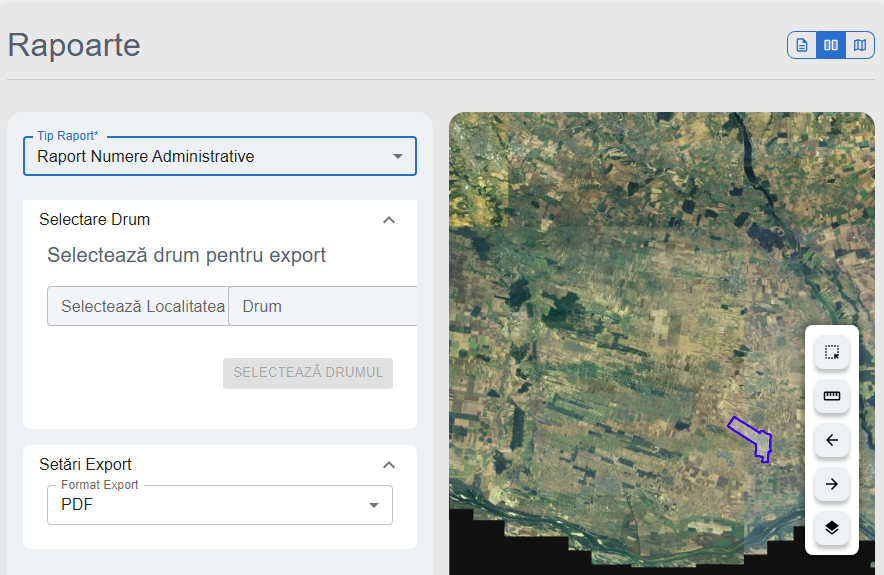 Rapoarte
Tip Raport*
Raport Numere Administrative
Selectare Drum
Selectează drum pentru export
Selectează Localitatea
Drum
SELECTEAZĂ DRUMUL
Setări Export
Format Export
PDF